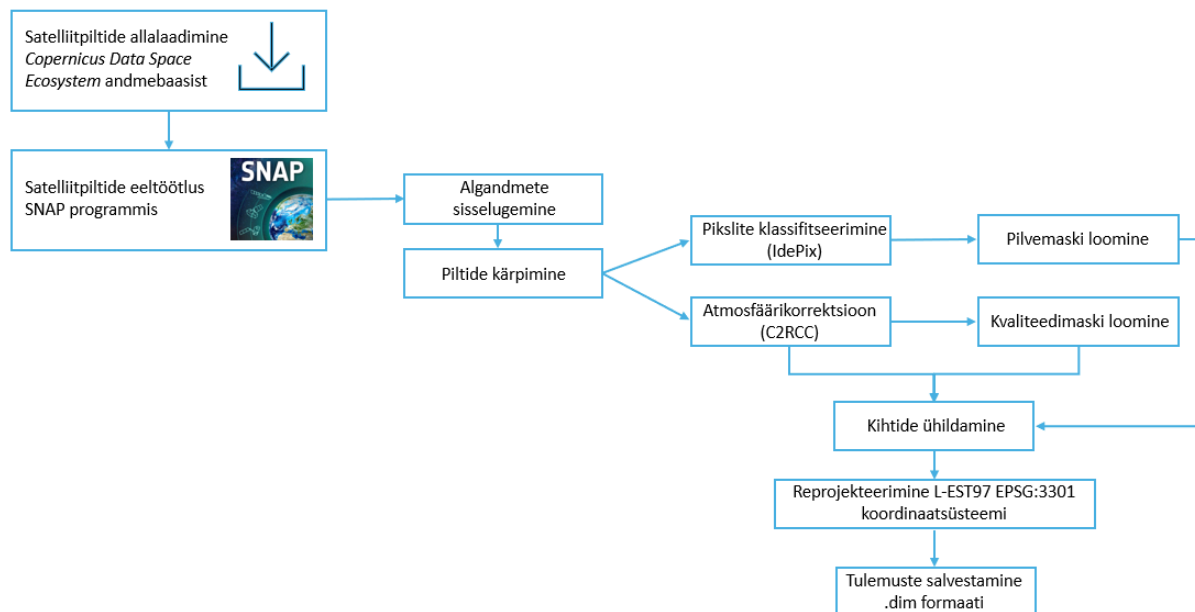 Satelliitpiltide allalaadimine
Copernicus Data Space
Ecosystem andmebaasist
Satelliitpiltide eeltöötlus
SNAP programmis
SNAP
Algandmete
sisselugemine
Piltide kärpimine
Pikslite klassifitseerimine
(IdePix)
Pilvemaski loomine
Atmosfäärikorrektsioon
(C2RCC)
Kvaliteedimaski loomine
Kihtide ühildamine
Reprojekteerimine L-EST97 EPSG:3301
koordinaatsüsteemi
Tulemuste salvestamine
.dim formaati